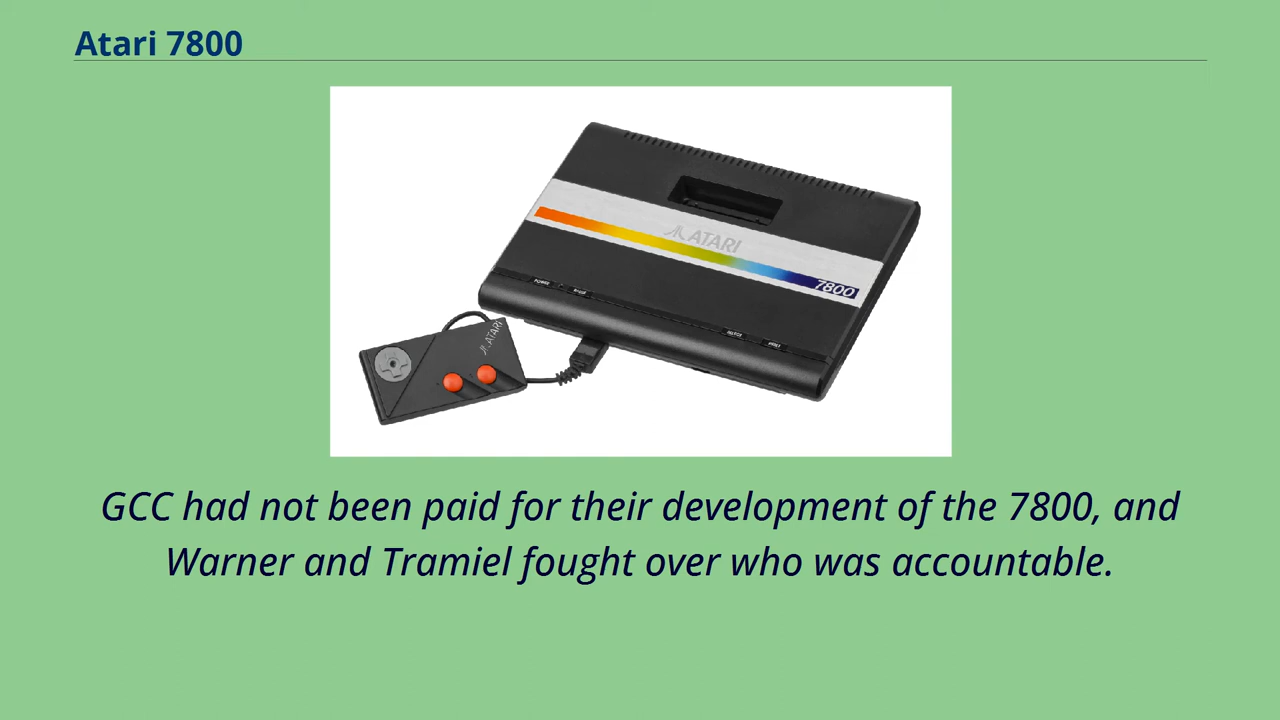 Atari 7800
ATARI
7800
POWER
ATARI
GCC had not been paid for their development of the 7800, and
Warner and Tramiel fought over who was accountable.